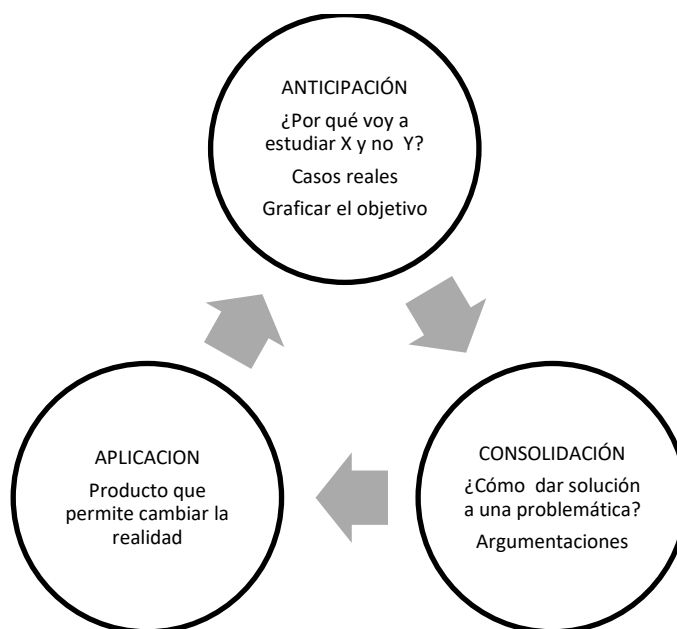 ANTICIPACIÓN
¿Por qué voy a
estudiar X y no Y?
Casos reales
Graficar el objetivo
CONSOLIDACIÓN
¿Cómo dar solución
a una problemática?
Argumentaciones
APLICACION
Producto que
permite cambiar la
realidad